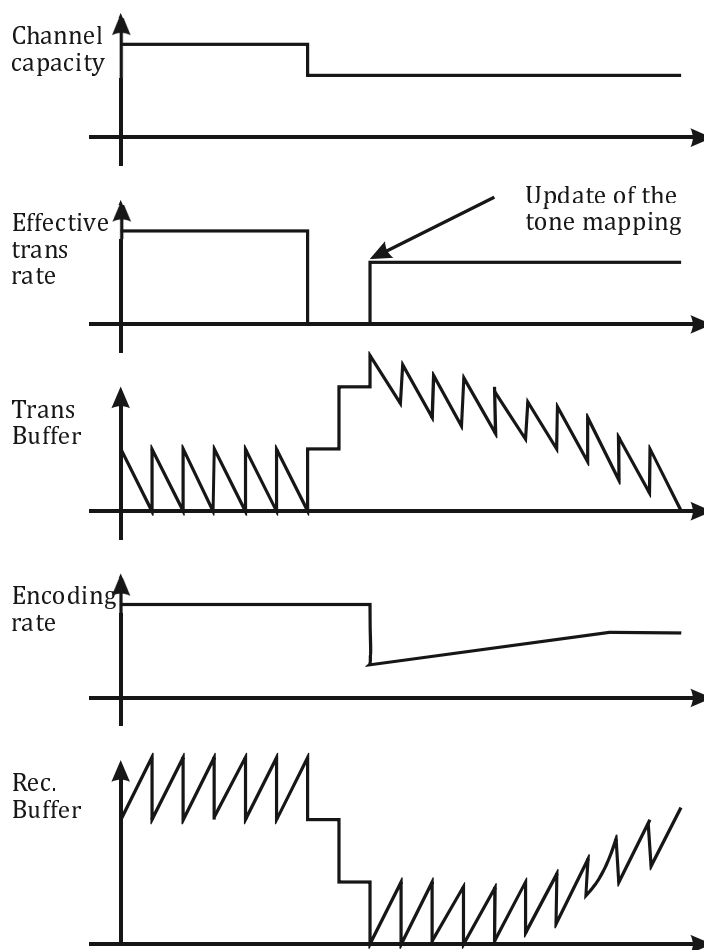 Channel
capacity
Effective
trans
rate
Update of the
tone mapping
Trans
Buffer
Encoding
rate
Rec.
Buffer